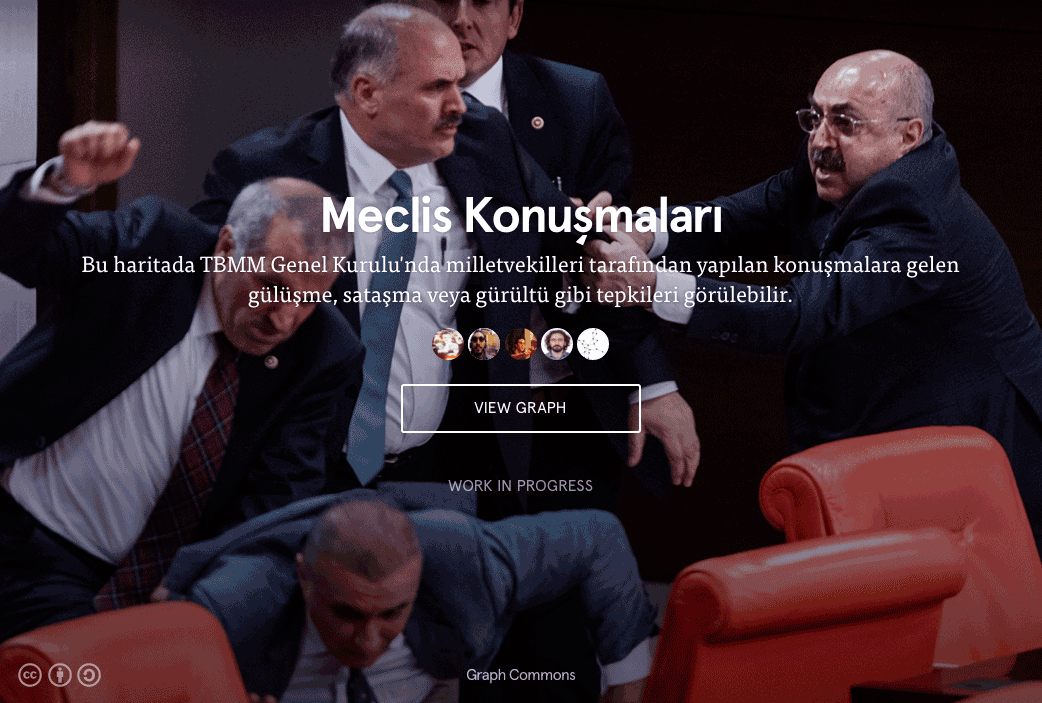 Meclis Konuşmaları
Bu haritada TBMM Genel Kurulu'nda milletvekilleri tarafından yapılan konuşmalara gelen
gülüşme, sataşma veya gürültü gibi tepkileri görülebilir.
VIEW GRAPH
WORK IN PROGRESS
cc
Graph Commons